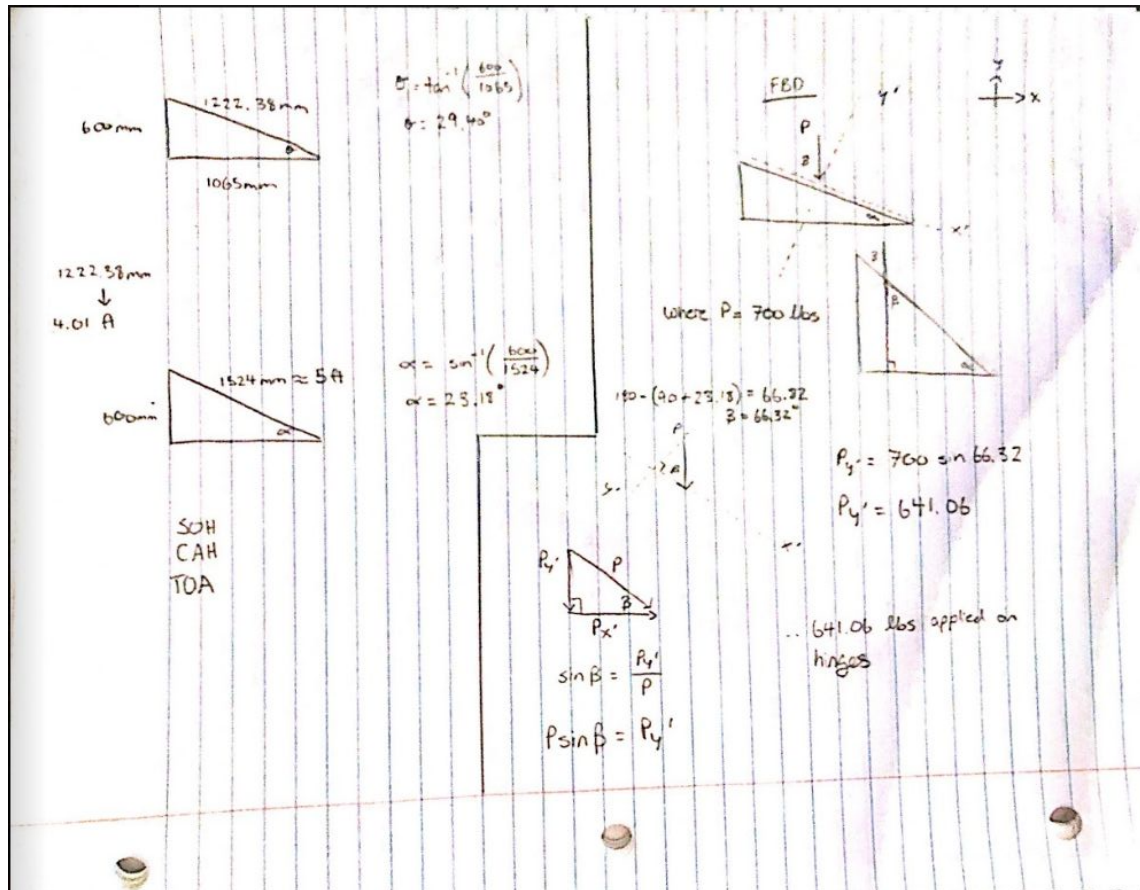 1222.38mm
600mm
θ
1065mm
θ = tan⁻¹(600/1065)
θ = 29.40°
1222.38mm
↓
4.01 ft
1524mm ≈ 5ft
600mm
α
α = sin⁻¹(600/1524)
α = 23.18°
SOH
CAH
TOA
FBD
y'
y
x
P
β
α
x'
β
β
α
where P = 700 lbs
180 - (90 + 23.18) = 66.82
β = 66.32°
P
β
x'
Py'
P
β
Px'
sin β = Py'/P
P sin β = Py'
Py' = 700 sin 66.32
Py' = 641.06
∴ 641.06 lbs applied on
hinges